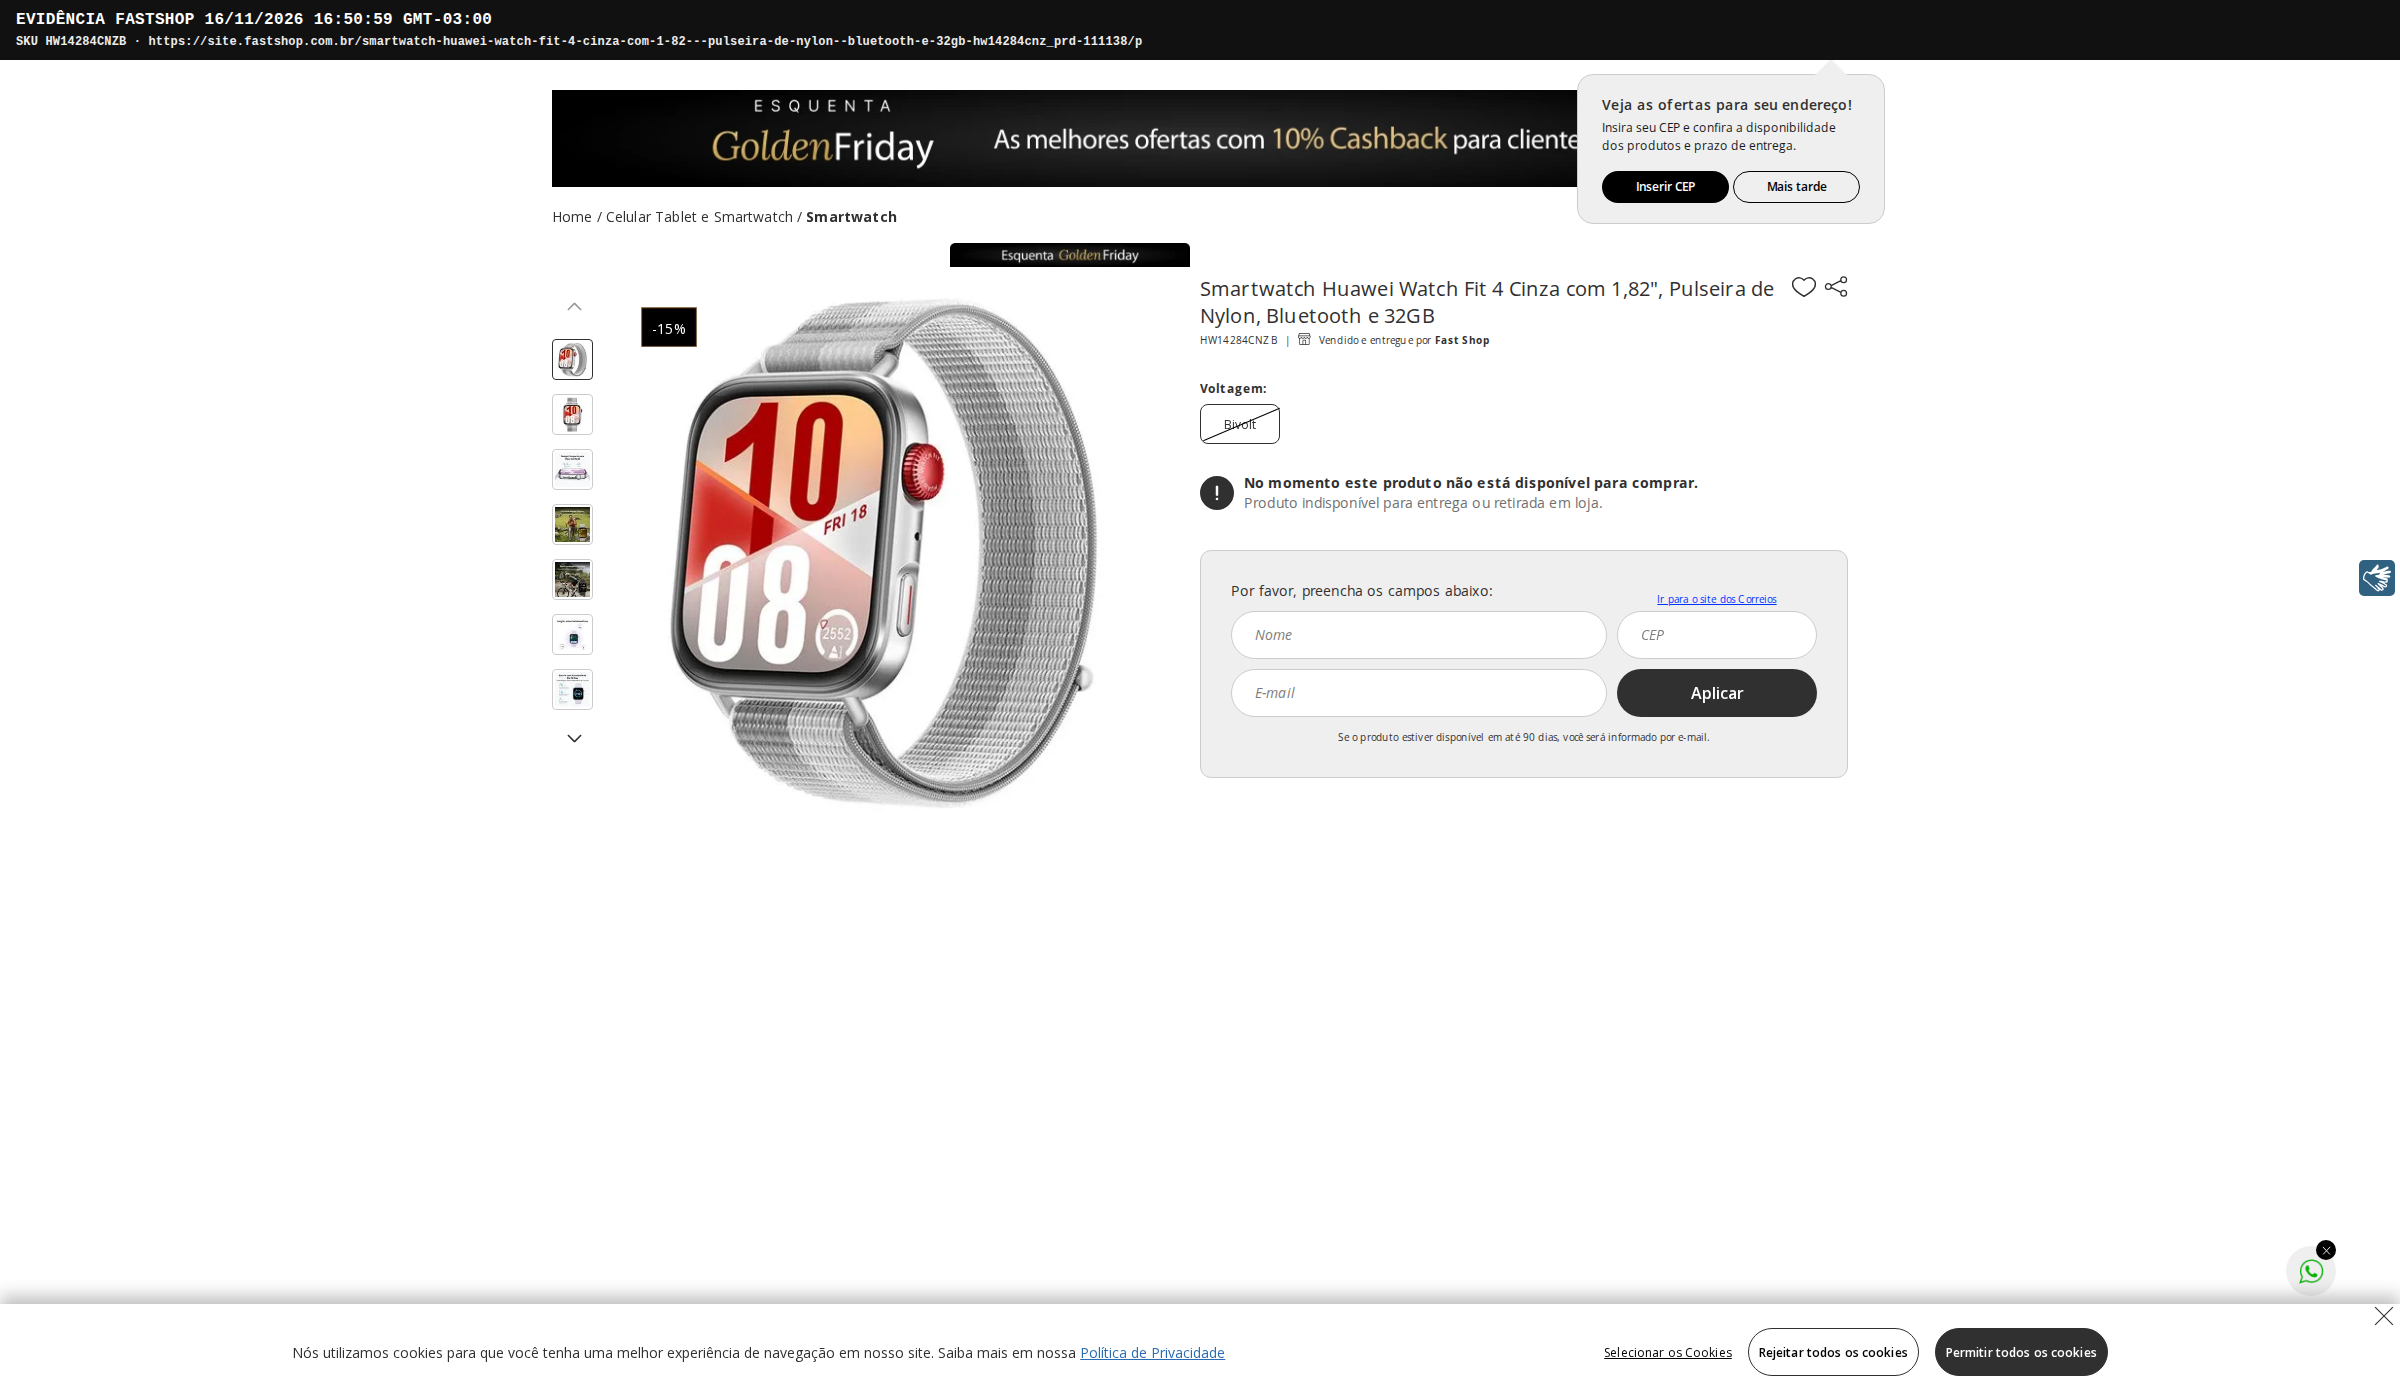 EVIDÊNCIA FASTSHOP 16/11/2026 16:50:59 GMT-03:00
SKU HW14284CNZB · https://site.fastshop.com.br/smartwatch-huawei-watch-fit-4-cinza-com-1-82---pulseira-de-nylon--bluetooth-e-32gb-hw14284cnz_prd-111138/p
ESQUENTA
GoldenFriday
As melhores ofertas com 10% Cashback para cliente
Veja as ofertas para seu endereço!
Insira seu CEP e confira a disponibilidade
dos produtos e prazo de entrega.
Inserir CEP
Mais tarde
Home / Celular Tablet e Smartwatch / Smartwatch
Esquenta GoldenFriday
-15%
10
FRI 18
08
2552
Smartwatch Huawei Watch Fit 4 Cinza com 1,82", Pulseira de
Nylon, Bluetooth e 32GB
HW14284CNZB | Vendido e entregue por Fast Shop
Voltagem:
Bivolt
No momento este produto não está disponível para comprar.
Produto indisponível para entrega ou retirada em loja.
Por favor, preencha os campos abaixo:
Ir para o site dos Correios
Nome
CEP
E-mail
Aplicar
Se o produto estiver disponível em até 90 dias, você será informado por e-mail.
Nós utilizamos cookies para que você tenha uma melhor experiência de navegação em nosso site. Saiba mais em nossa Política de Privacidade
Selecionar os Cookies
Rejeitar todos os cookies
Permitir todos os cookies